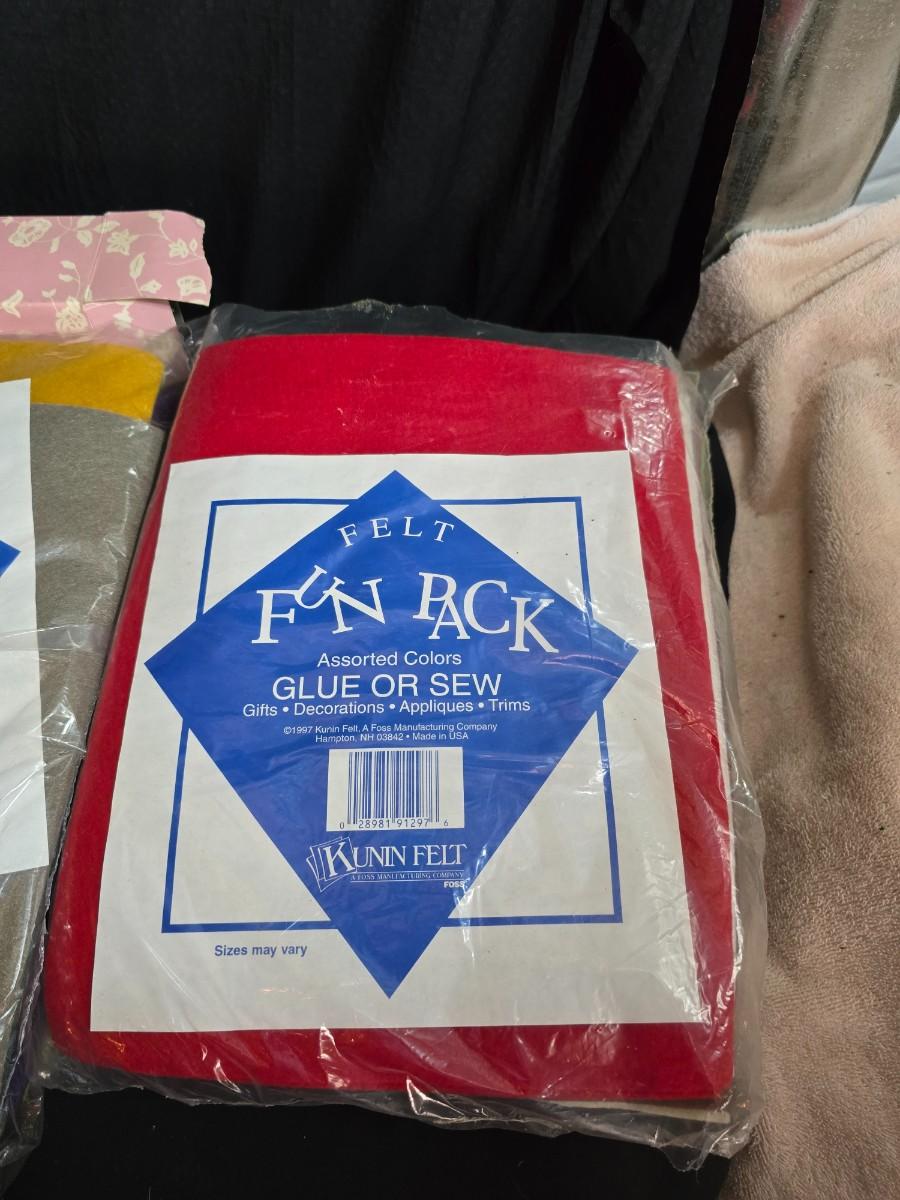 FELT
FUN PACK
Assorted Colors
GLUE OR SEW
Gifts • Decorations • Appliques • Trims
©1997 Kunin Felt, A Foss Manufacturing Company
Hampton, NH 03842 • Made in USA
0 28981 91297 6
KUNIN FELT
A FOSS MANUFACTURING COMPANY
FOSS
Sizes may vary